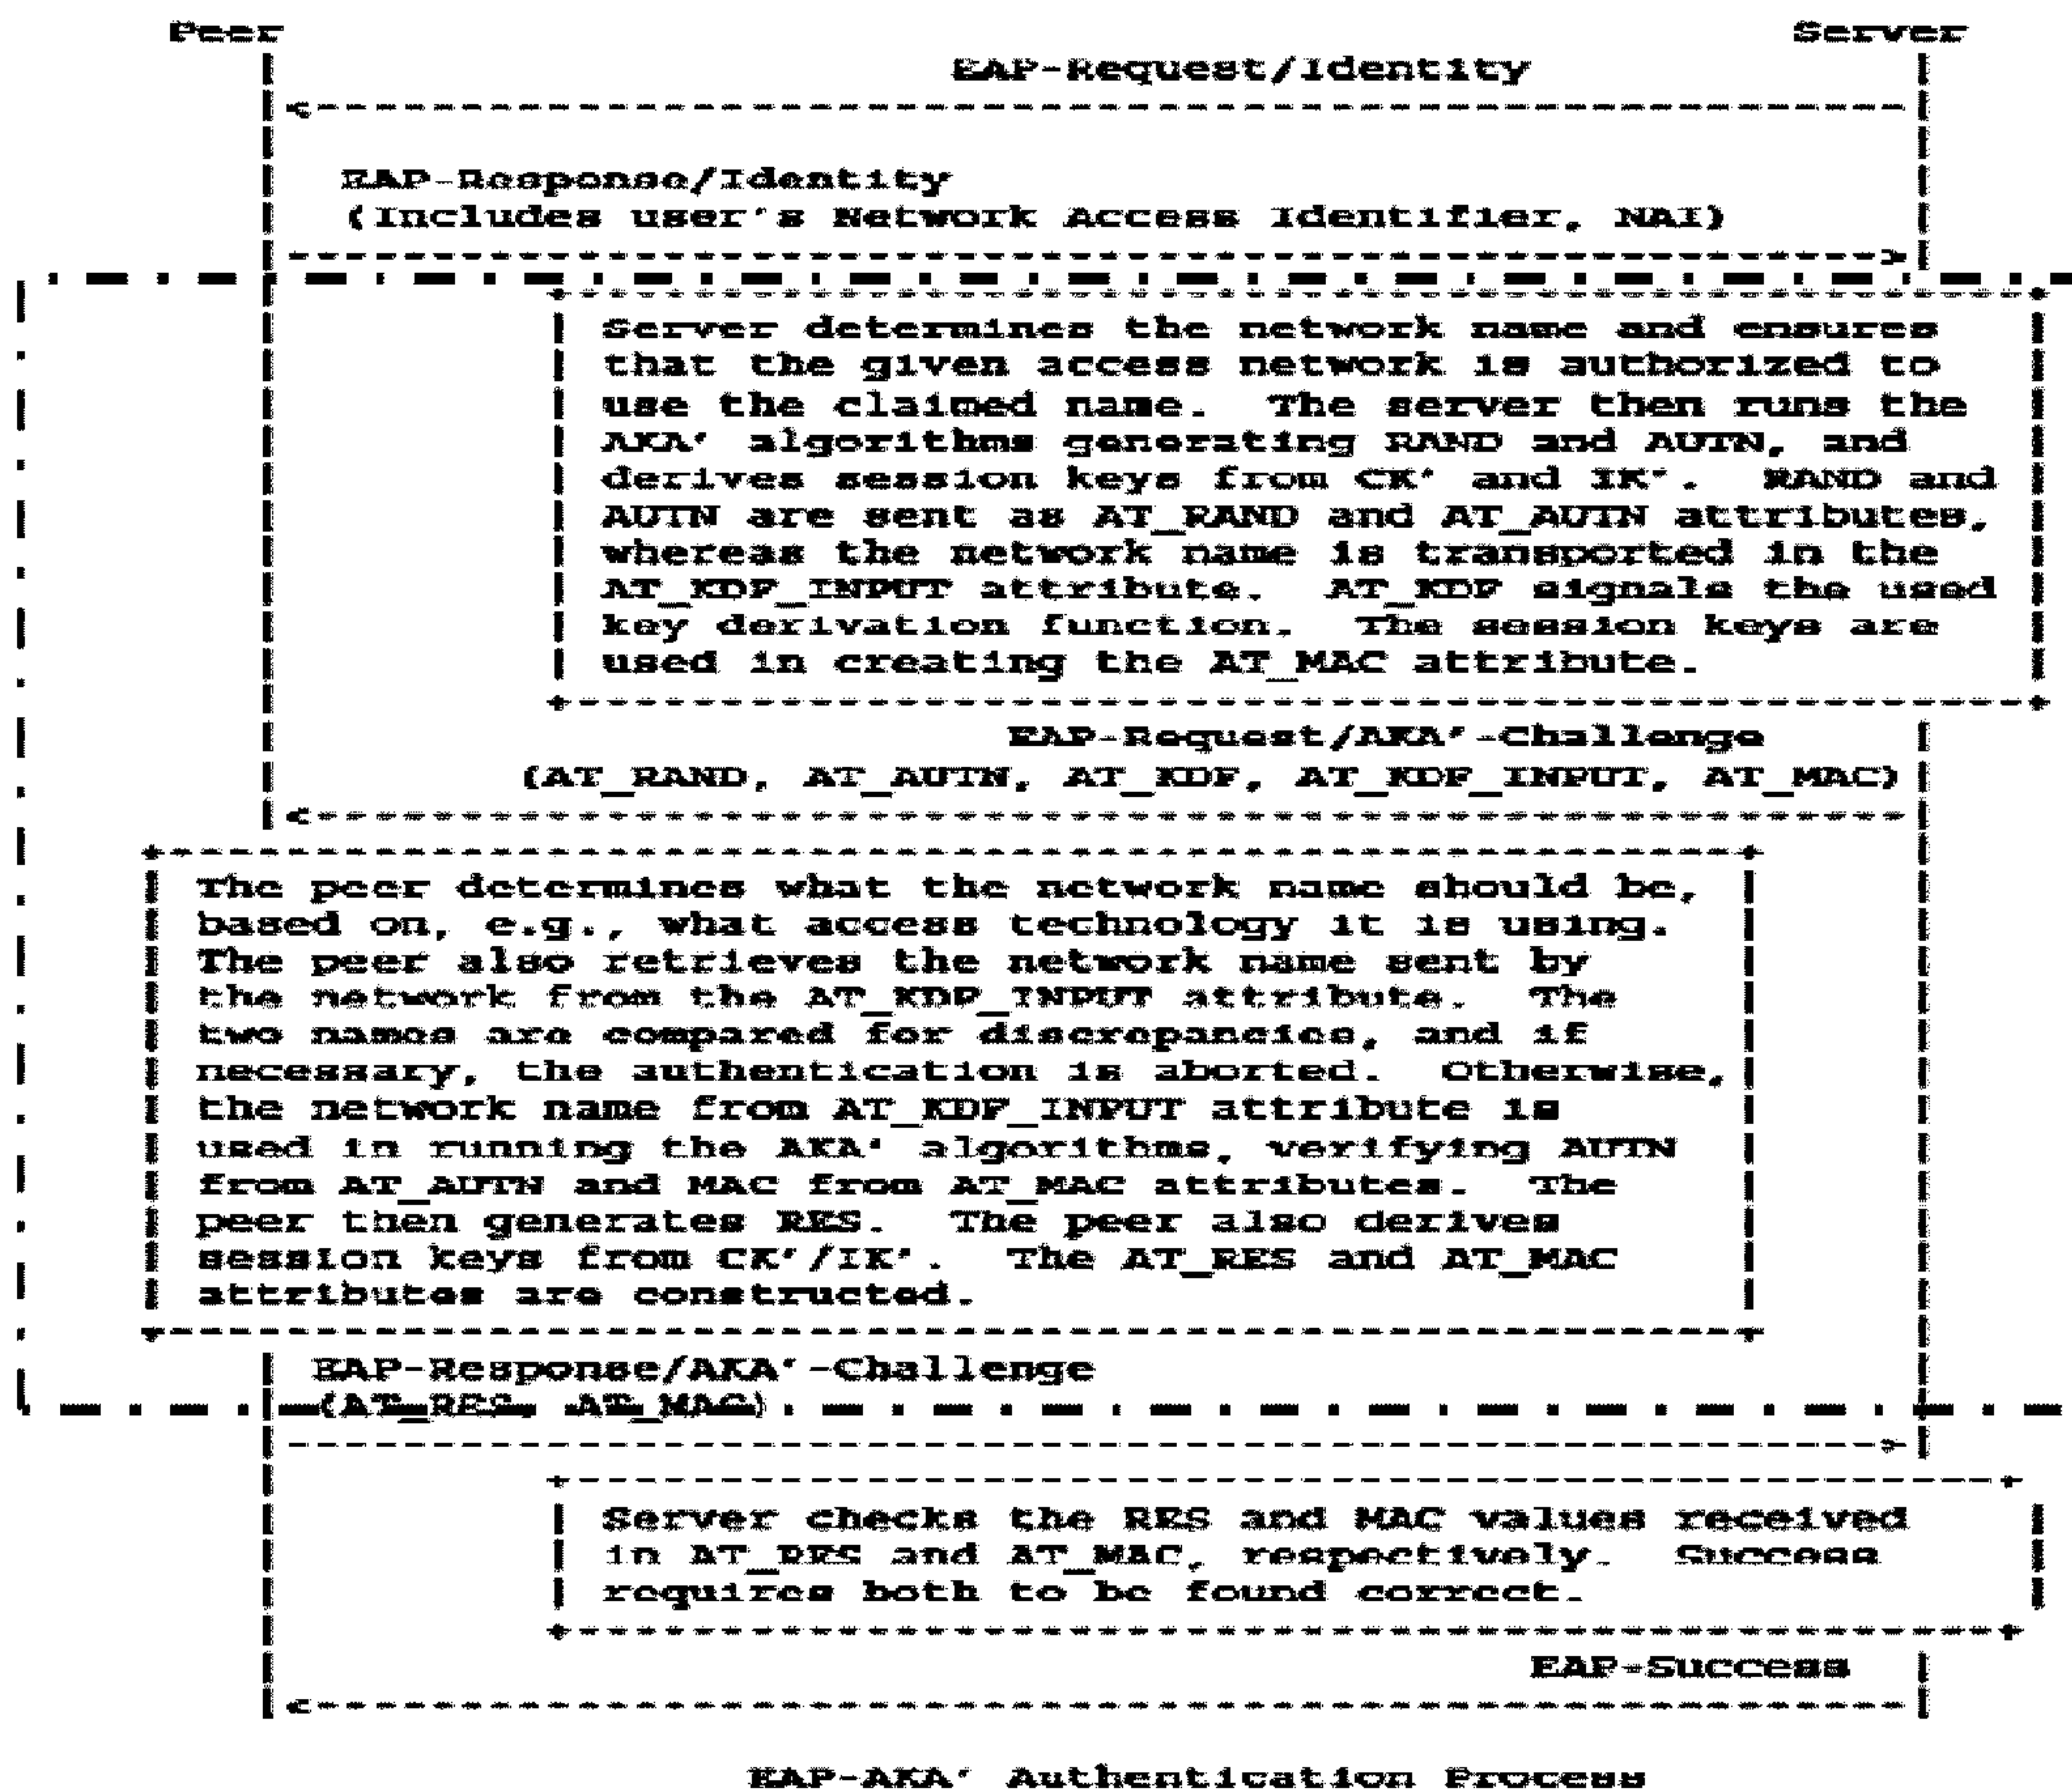 Peer Server
EAP-Request/Identity
EAP-Response/Identity
(Includes user's Network Access Identifier, NAI)
Server determines the network name and ensures
that the given access network is authorized to
use the claimed name. The server then runs the
AKA' algorithms generating RAND and AUTN, and
derives session keys from CK' and IK'. RAND and
AUTN are sent as AT_RAND and AT_AUTN attributes,
whereas the network name is transported in the
AT_KDF_INPUT attribute. AT_KDF signals the used
key derivation function. The session keys are
used in creating the AT_MAC attribute.
EAP-Request/AKA'-Challenge
(AT_RAND, AT_AUTN, AT_KDF, AT_KDF_INPUT, AT_MAC)
The peer determines what the network name should be,
based on, e.g., what access technology it is using.
The peer also retrieves the network name sent by
the network from the AT_KDF_INPUT attribute. The
two names are compared for discrepancies, and if
necessary, the authentication is aborted. Otherwise,
the network name from AT_KDF_INPUT attribute is
used in running the AKA' algorithms, verifying AUTN
from AT_AUTN and MAC from AT_MAC attributes. The
peer then generates RES. The peer also derives
session keys from CK'/IK'. The AT_RES and AT_MAC
attributes are constructed.
EAP-Response/AKA'-Challenge
(AT_RES, AT_MAC)
Server checks the RES and MAC values received
in AT_RES and AT_MAC, respectively. Success
requires both to be found correct.
EAP-Success
EAP-AKA' Authentication Process